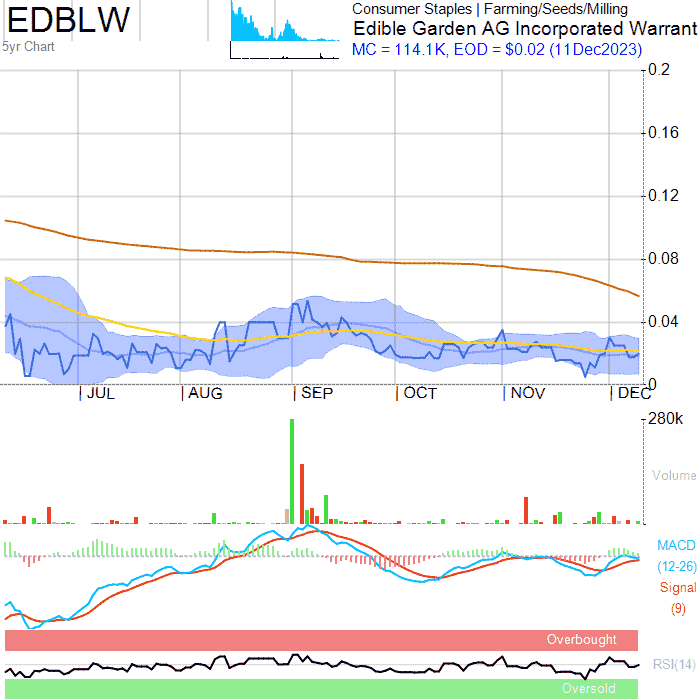 EDBLW
5yr Chart
Consumer Staples | Farming/Seeds/Milling
Edible Garden AG Incorporated Warrant
MC = 114.1K, EOD = $0.02 (11Dec2023)
0.2
0.16
0.12
0.08
0.04
0
JUL
AUG
SEP
OCT
NOV
DEC
280k
Volume
MACD
(12-26)
Signal
(9)
Overbought
RSI(14)
Oversold